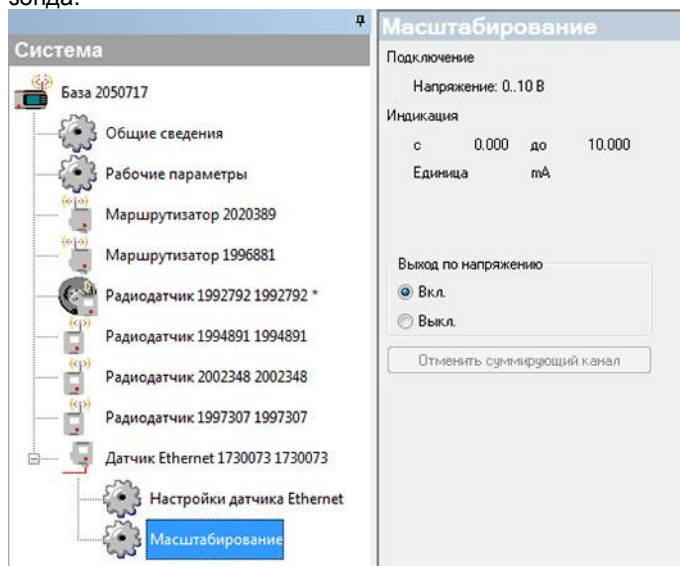 зонда.
Система
База 2050717
Общие сведения
Рабочие параметры
Маршрутизатор 2020389
Маршрутизатор 1996881
Радиодатчик 1992792 1992792 *
Радиодатчик 1994891 1994891
Радиодатчик 2002348 2002348
Радиодатчик 1997307 1997307
Датчик Ethernet 1730073 1730073
Настройки датчика Ethernet
Масштабирование
Масштабирование
Подключение
Напряжение: 0..10 В
Индикация
с 0.000 до 10.000
Единица mA
Выход по напряжению
Вкл.
Выкл.
Отменить суммирующий канал